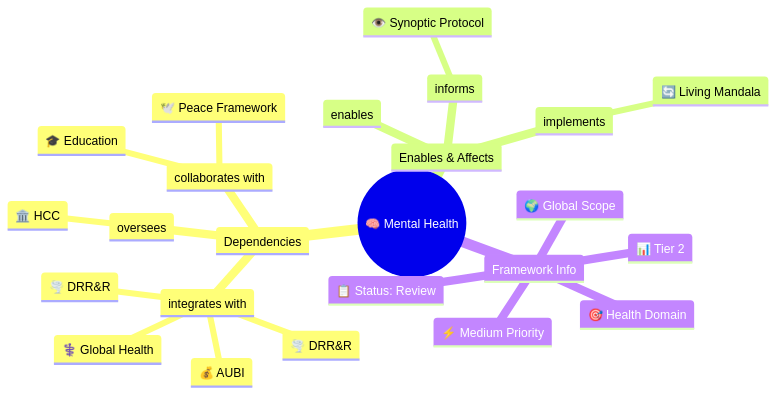 👁️ Synoptic Protocol
informs
enables
🔄 Living Mandala
implements
Enables & Affects
🕊️ Peace Framework
🎓 Education
collaborates with
🏛️ HCC
oversees
Dependencies
🧠 Mental Health
🌪️ DRR&R
integrates with
⚕️ Global Health
💰 AUBI
🌪️ DRR&R
🌍 Global Scope
📊 Tier 2
Framework Info
📋 Status: Review
⚡ Medium Priority
🎯 Health Domain